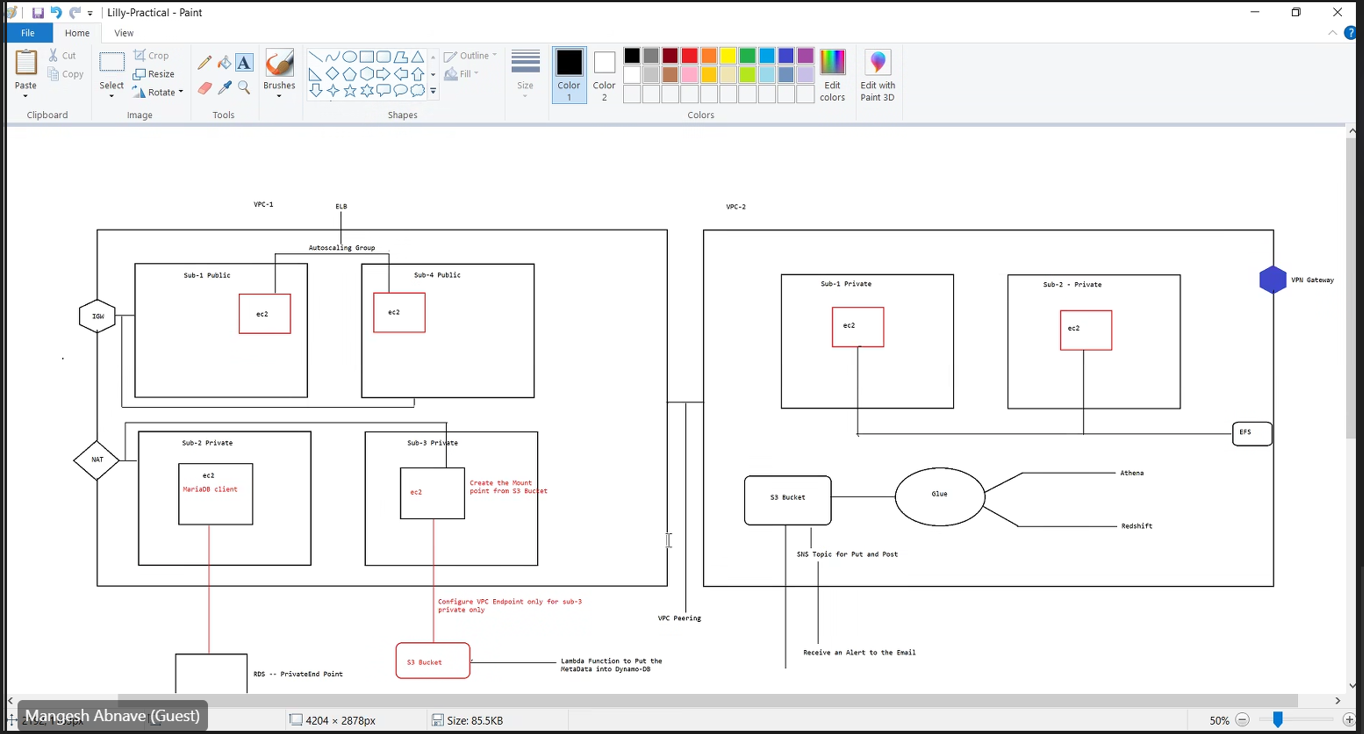 Lilly-Practical - Paint
File
Home
View
Paste
Cut
Copy
Clipboard
Select
Crop
Resize
Rotate
Image
A
Tools
Brushes
Outline
Fill
Shapes
Size
Color
1
Color
2
Edit
colors
Colors
Edit with
Paint 3D
VPC-1
ELB
Autoscaling Group
Sub-1 Public
ec2
Sub-4 Public
ec2
IGW
NAT
Sub-2 Private
ec2
MariaDB client
Sub-3 Private
ec2
Create the Mount
point from S3 Bucket
Configure VPC Endpoint only for sub-3
private only
S3 Bucket
Lambda Function to Put the
MetaData into Dynamo-DB
RDS -- PrivateEnd Point
VPC Peering
VPC-2
Sub-1 Private
ec2
Sub-2 - Private
ec2
VPN Gateway
EFS
S3 Bucket
Glue
Athena
Redshift
SNS Topic for Put and Post
Receive an Alert to the Email
Mangesh Abnave (Guest)
4204 × 2878px
Size: 85.5KB
50%